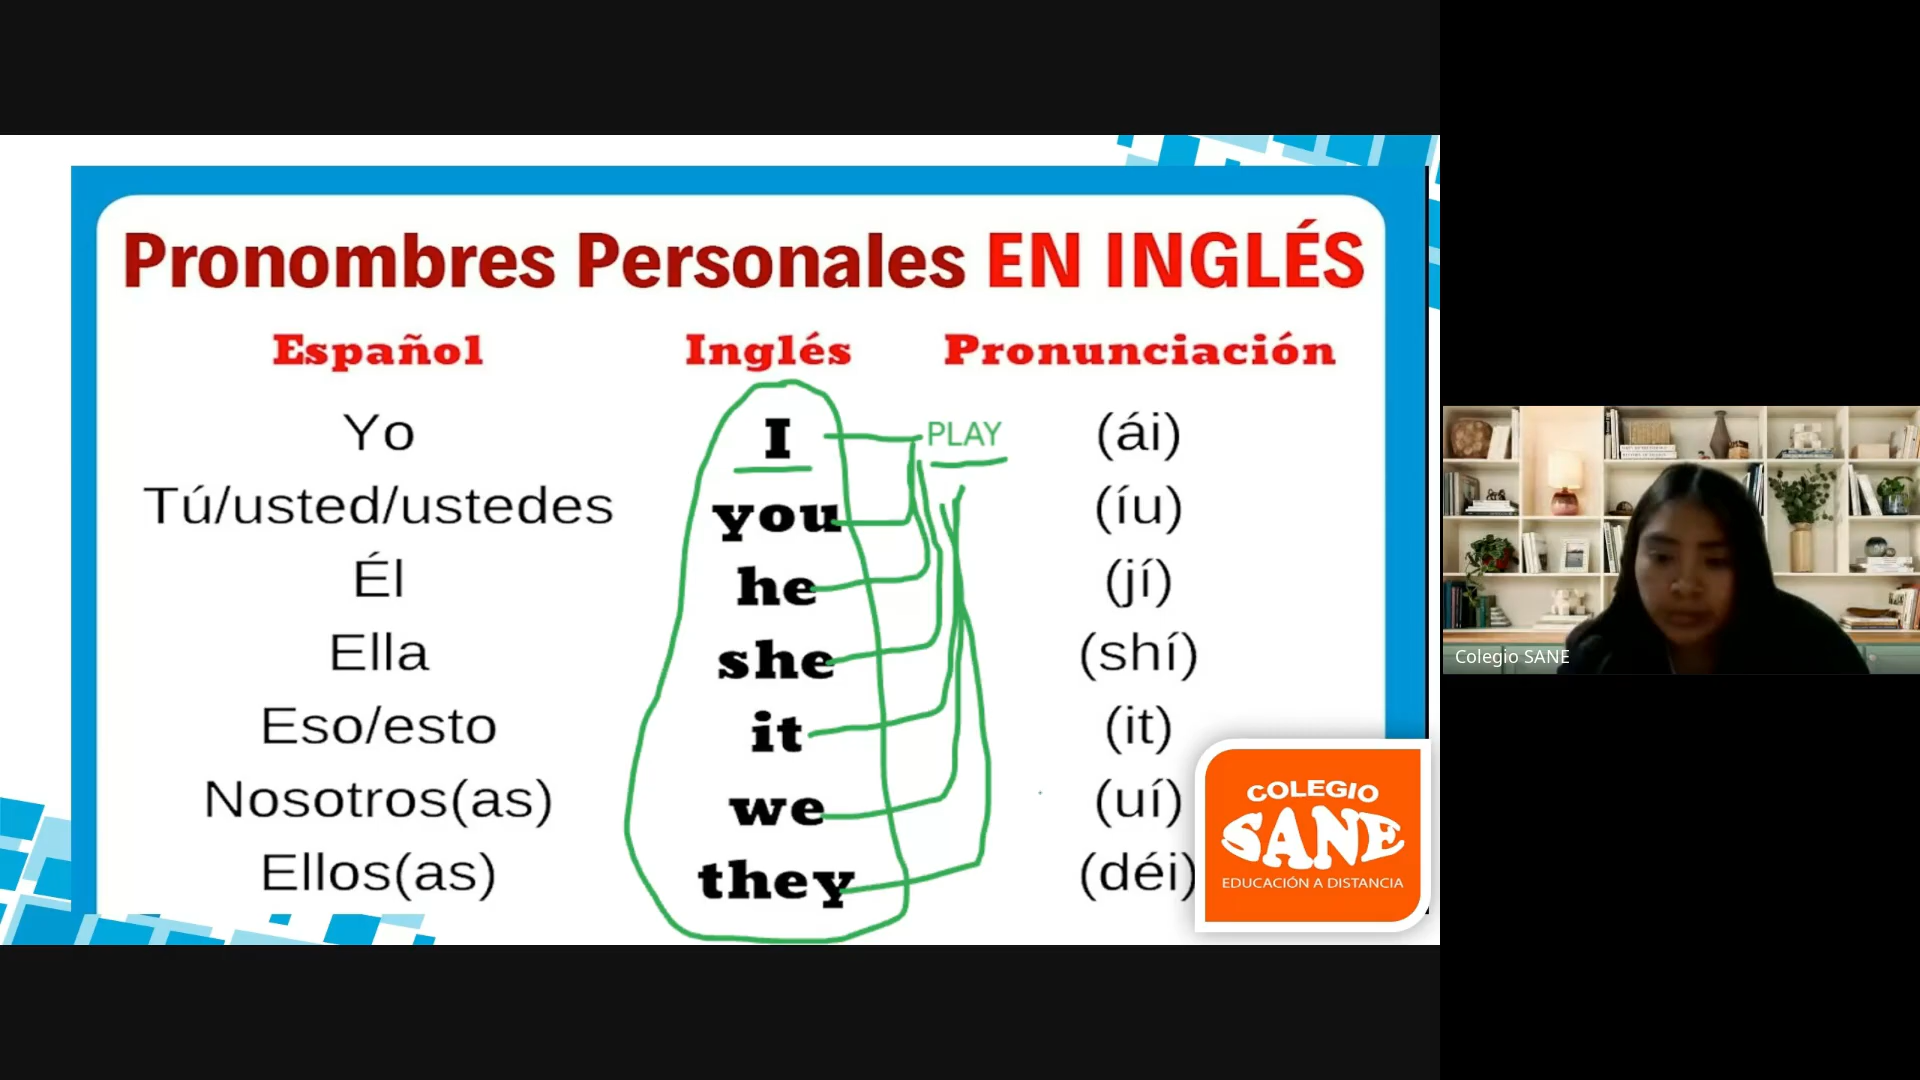 Pronombres Personales EN INGLÉS
Español Inglés Pronunciación
Yo I PLAY (ái)
Tú/usted/ustedes you (íu)
Él he (jí)
Ella she (shí)
Eso/esto it (it)
Nosotros(as) we (uí)
Ellos(as) they (déi)
COLEGIO
SANE
EDUCACIÓN A DISTANCIA
Colegio SANE